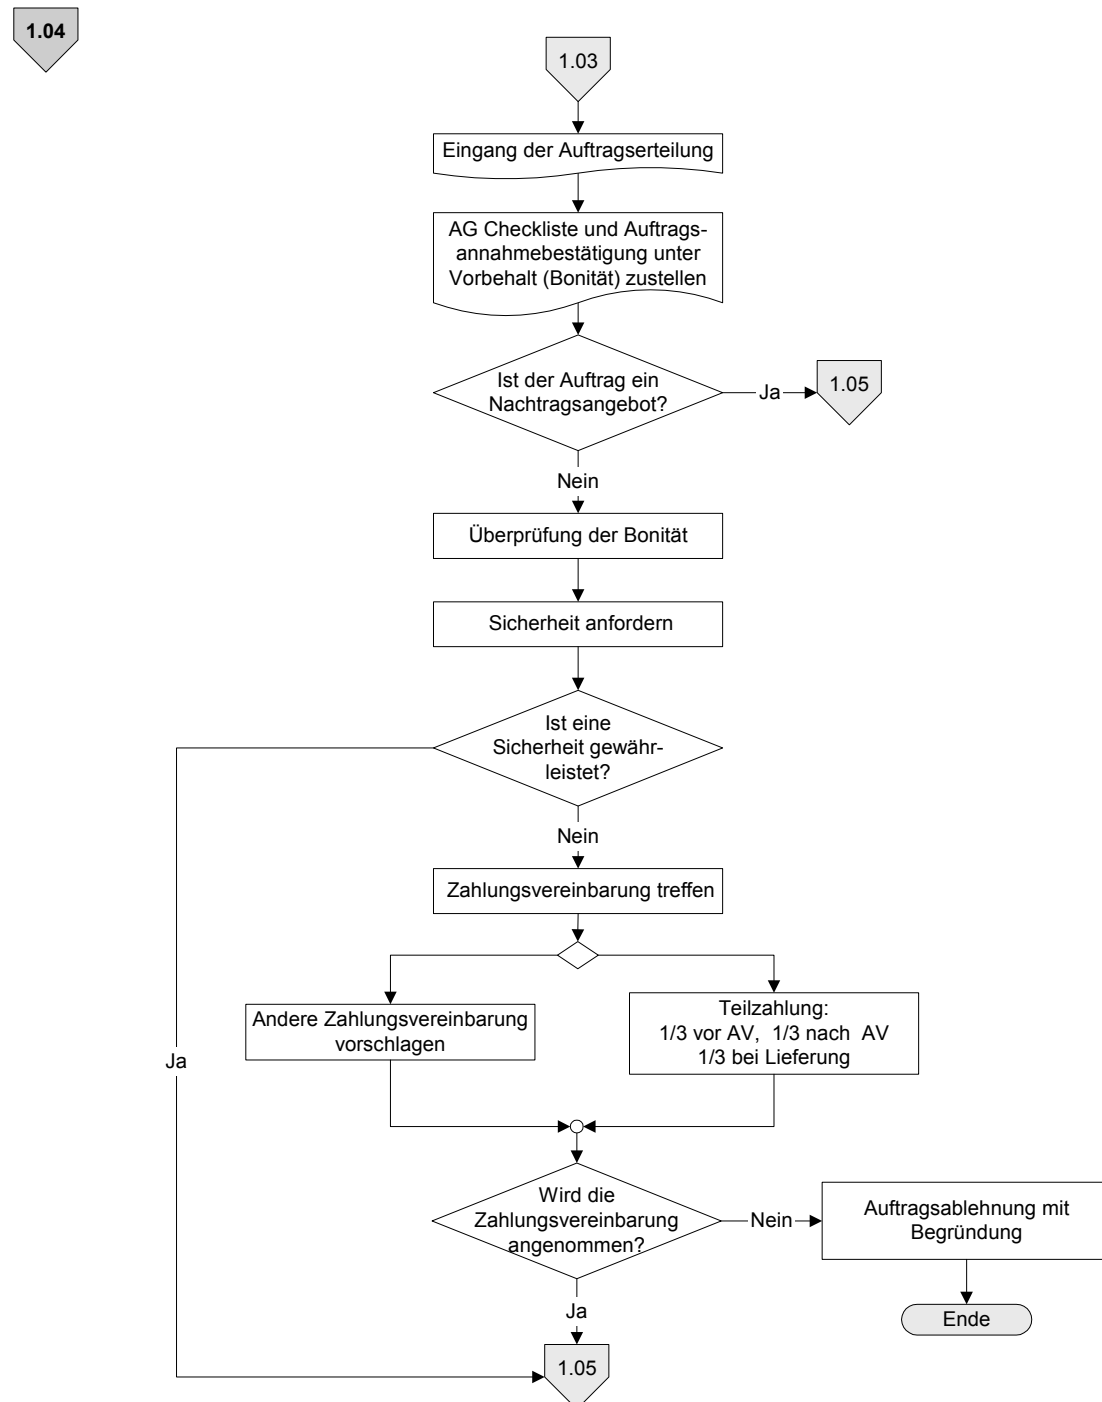 1.04
1.03
Eingang der Auftragserteilung
AG Checkliste und Auftrags-
annahmebestätigung unter
Vorbehalt (Bonität) zustellen
Ist der Auftrag ein
Nachtragsangebot?
Ja
1.05
Nein
Überprüfung der Bonität
Sicherheit anfordern
Ist eine
Sicherheit gewähr-
leistet?
Nein
Zahlungsvereinbarung treffen
Andere Zahlungsvereinbarung
vorschlagen
Teilzahlung:
1/3 vor AV, 1/3 nach AV
1/3 bei Lieferung
Ja
Wird die
Zahlungsvereinbarung
angenommen?
Nein
Auftragsablehnung mit
Begründung
Ende
Ja
1.05